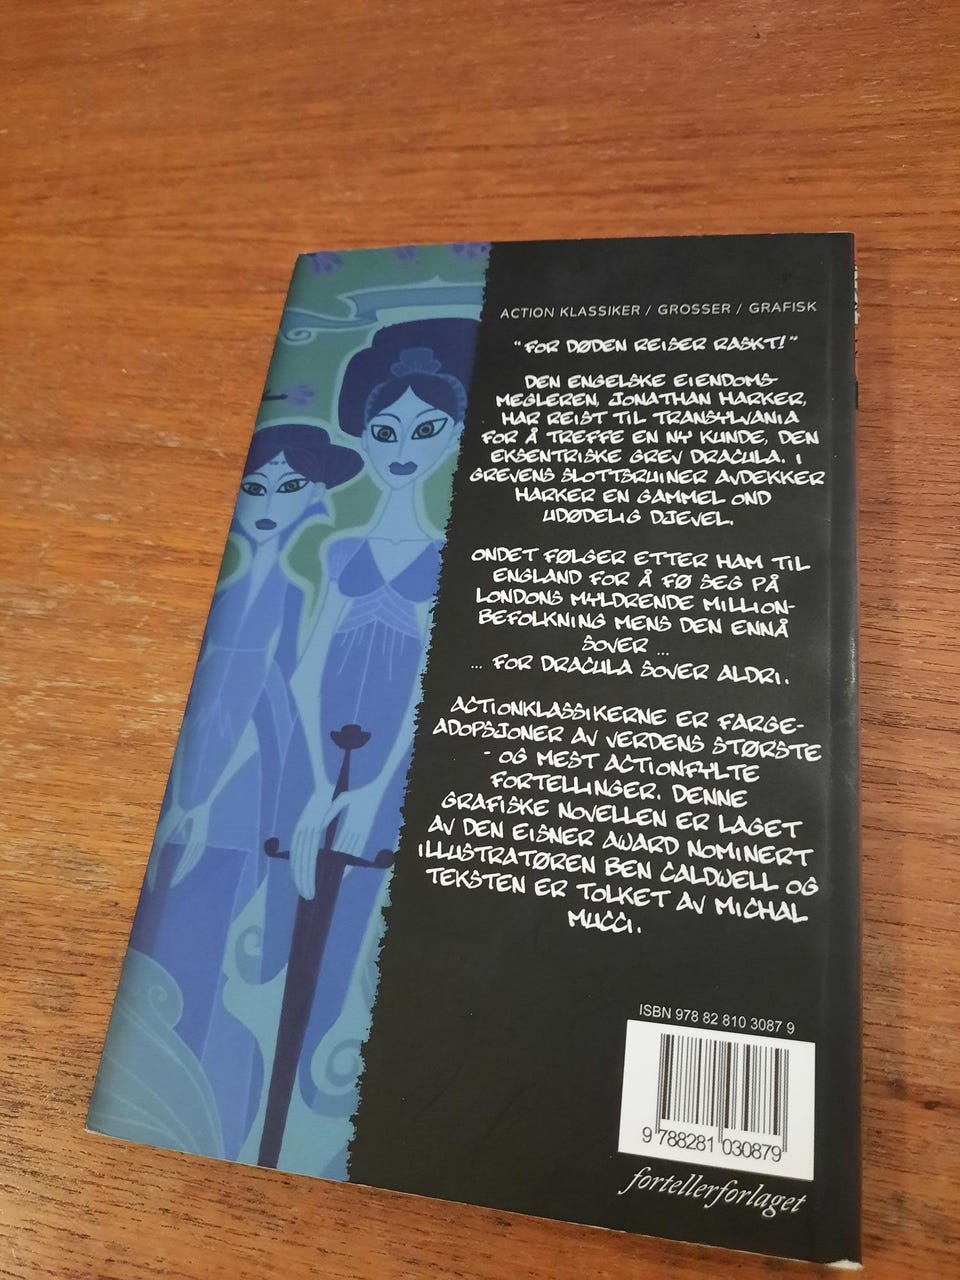 ACTION KLASSIKER / GROSSER / GRAFISK
"FOR DØDEN REISER RASKT!"
DEN ENGELSKE EIENDOMS-
MEGLEREN, JONATHAN HARKER,
HAR REIST TIL TRANSYLVANIA
FOR Å TREFFE EN NY KUNDE, DEN
EKSENTRISKE GREV DRACULA. I
GREVENS SLOTTSRUINER AVDEKKER
HARKER EN GAMMEL OND
UDØDELIG DJEVEL.
ONDET FØLGER ETTER HAM TIL
ENGLAND FOR Å FØ SEG PÅ
LONDONS MYLDRENDE MILLION-
BEFOLKNING MENS DEN ENNÅ
SOVER ...
... FOR DRACULA SOVER ALDRI.
ACTIONKLASSIKERNE ER FARGE-
ADOPSJONER AV VERDENS STØRSTE
- OG MEST ACTIONFYLTE
FORTELLINGER. DENNE
GRAFISKE NOVELLEN ER LAGET
AV DEN EISNER AWARD NOMINERT
ILLUSTRATØREN BEN CALDWELL OG
TEKSTEN ER TOLKET AV MICHAL
MUCCI.
ISBN 978 82 810 3087 9
9 788281 030879
fortellerforlaget